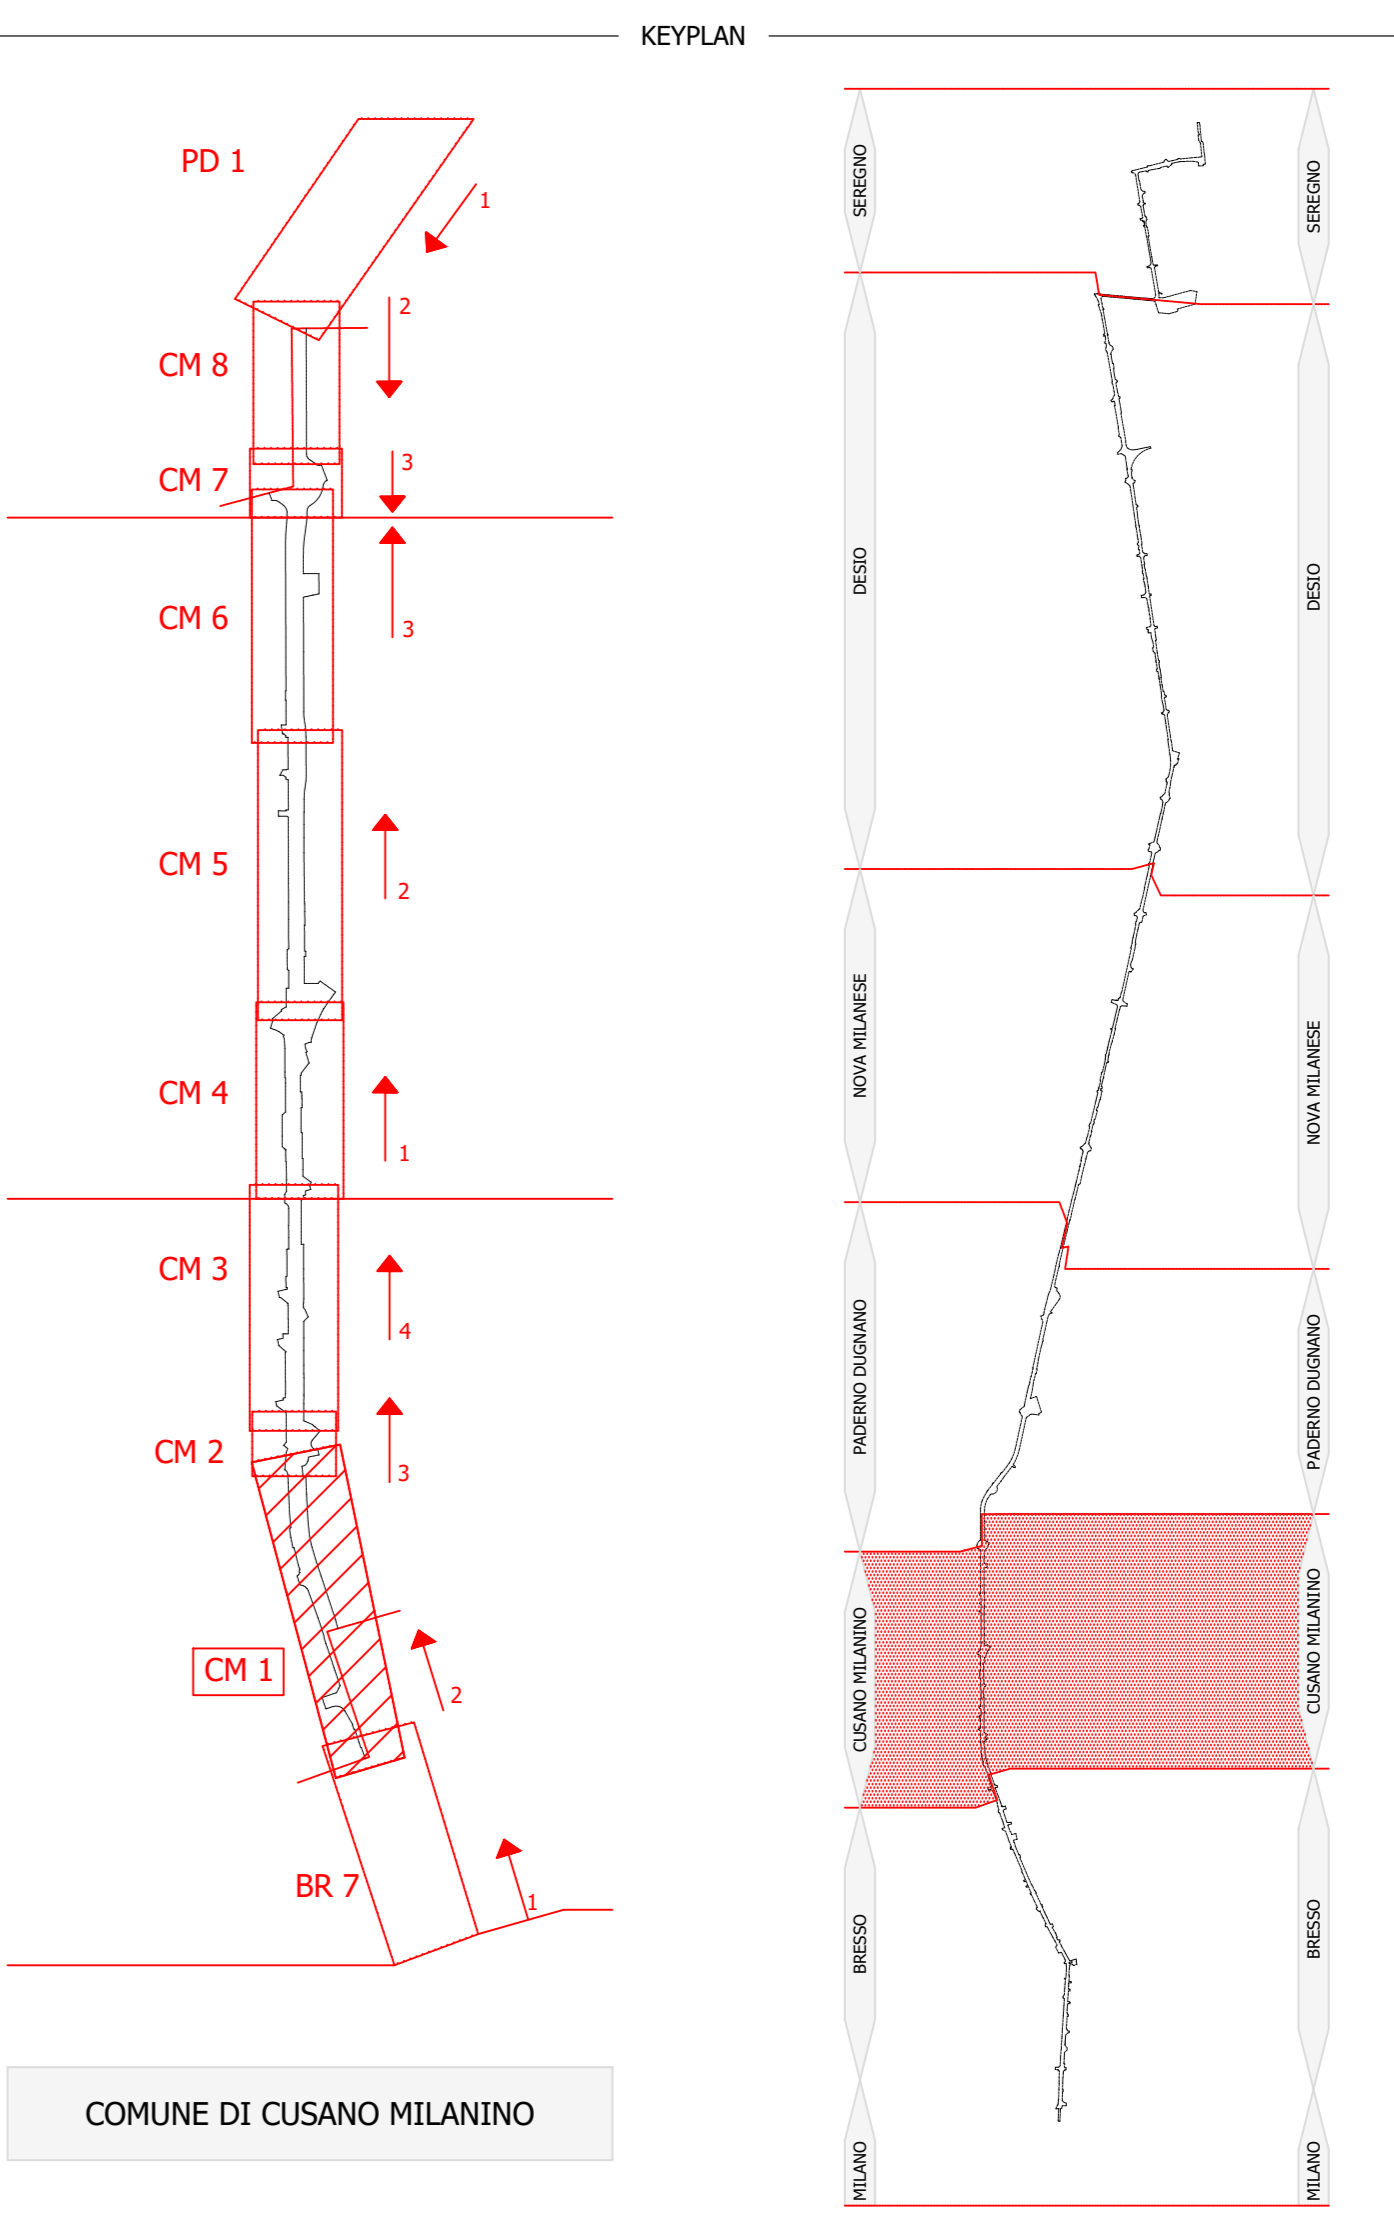 KEYPLAN
PD 1
1
2
CM 8
3
CM 7
3
CM 6
2
CM 5
1
CM 4
4
CM 3
3
CM 2
2
CM 1
1
BR 7
COMUNE DI CUSANO MILANINO
SEREGNO
DESIO
NOVA MILANESE
PADERNO DUGNANO
CUSANO MILANINO
BRESSO
MILANO
SEREGNO
DESIO
NOVA MILANESE
PADERNO DUGNANO
CUSANO MILANINO
BRESSO
MILANO